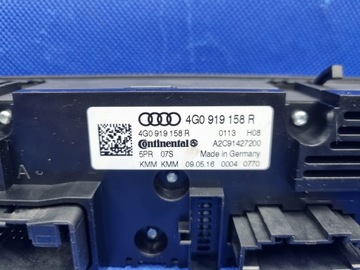 4G0 919 158 R
4G0 919 158 R 0113 H08
Continental A2C91427200
5PR 07S Made in Germany
KMM KMM 09.05.16 0004 0770
A